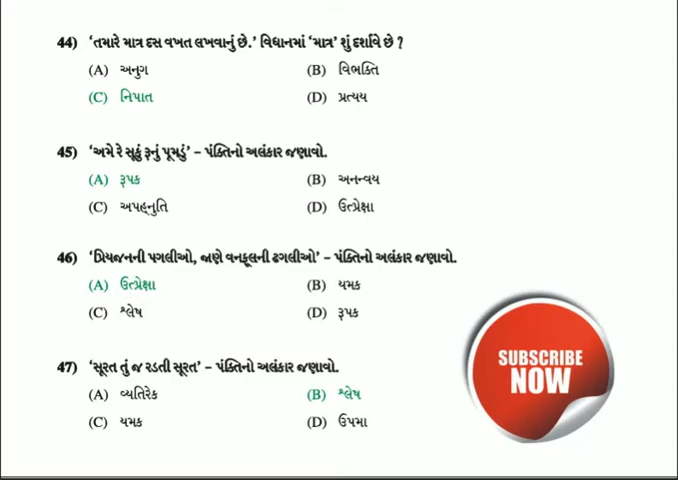 44) ‘તમારે માત્ર દસ વખત લખવાનું છે.’ વિધાનમાં ‘માત્ર’ શું દર્શાવે છે ?
(A) અનુગ (B) વિભક્તિ
(C) નિપાત (D) પ્રત્યય
45) ‘અમે રે સૂકું રૂનું પૂમડું’ – પંક્તિનો અલંકાર જણાવો.
(A) રૂપક (B) અનન્વય
(C) અપહ્નુતિ (D) ઉત્પ્રેક્ષા
46) ‘પ્રિયજનની પગલીઓ, જાણે વનફૂલની ઢગલીઓ’ – પંક્તિનો અલંકાર જણાવો.
(A) ઉત્પ્રેક્ષા (B) યમક
(C) શ્લેષ (D) રૂપક
47) ‘સૂરત તું જ રડતી સૂરત’ – પંક્તિનો અલંકાર જણાવો.
(A) વ્યતિરેક (B) શ્લેષ
(C) યમક (D) ઉપમા
SUBSCRIBE
NOW